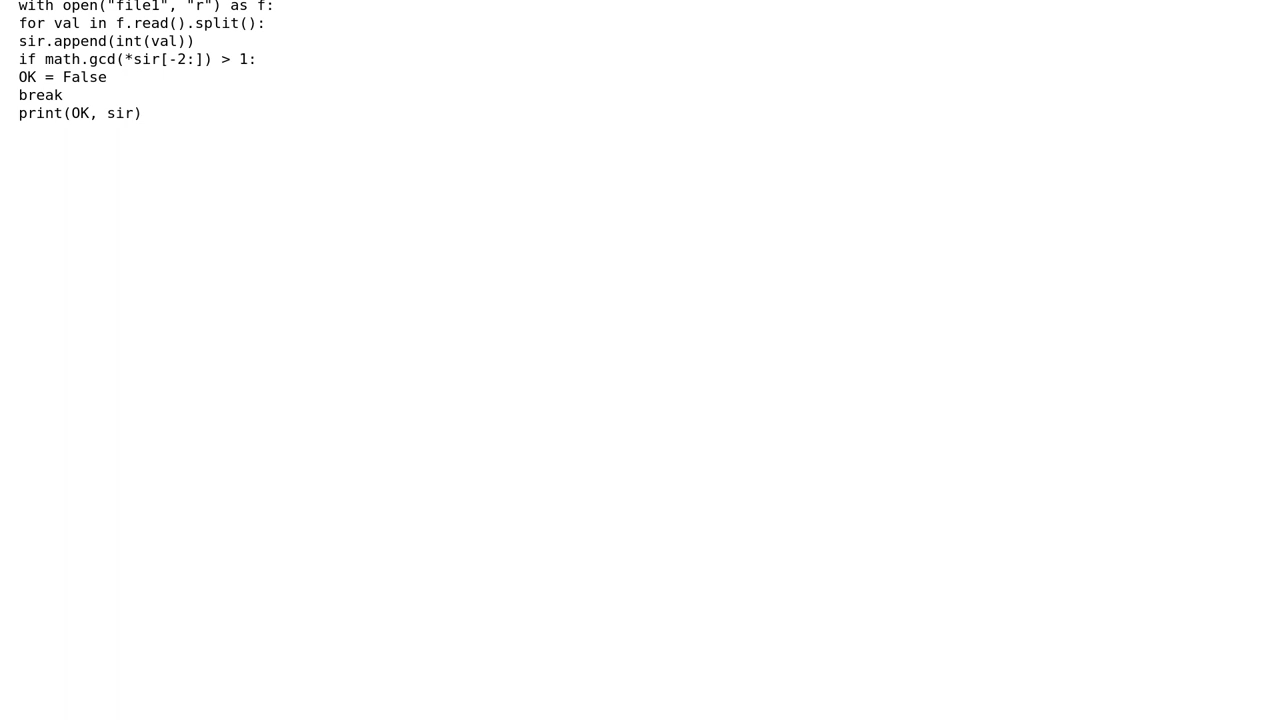 with open("file1", "r") as f:
for val in f.read().split():
sir.append(int(val))
if math.gcd(*sir[-2:]) > 1:
OK = False
break
print(OK, sir)